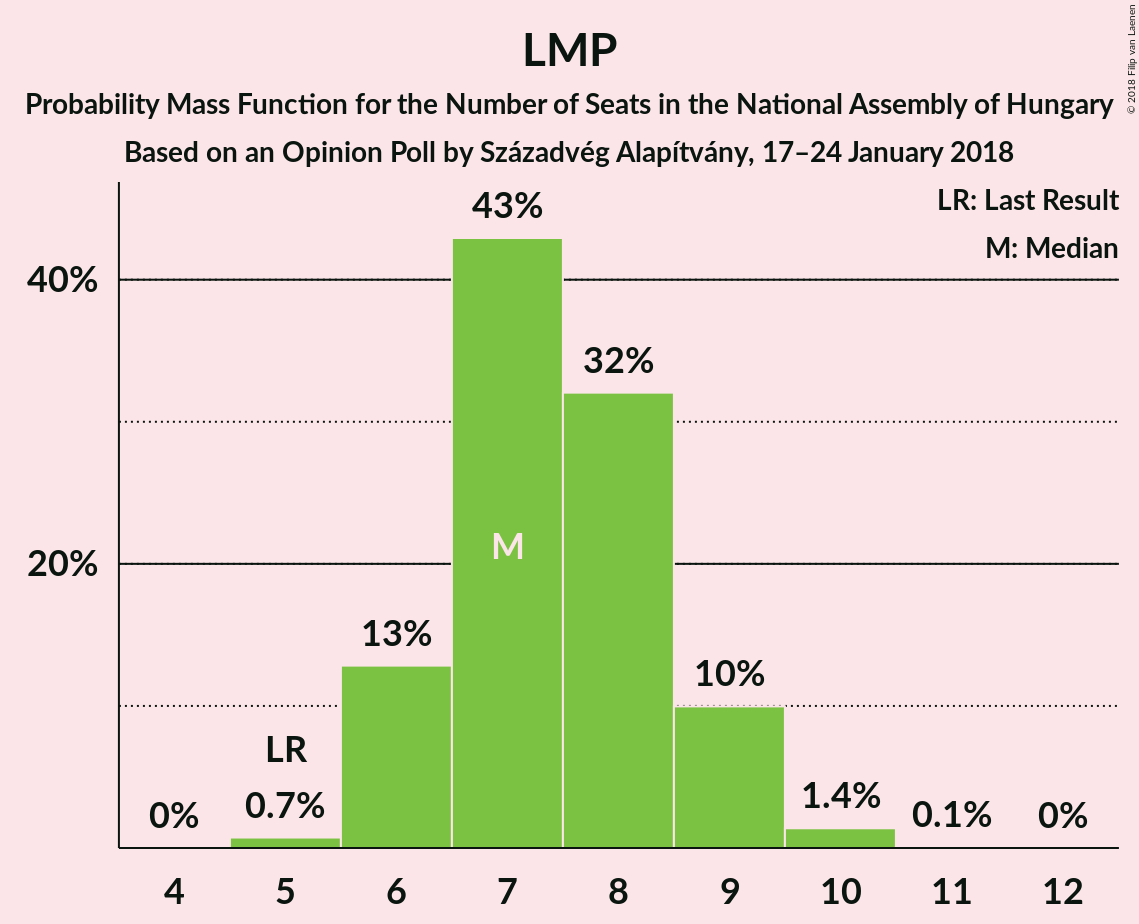 LMP
Probability Mass Function for the Number of Seats in the National Assembly of Hungary
Based on an Opinion Poll by Századvég Alapítvány, 17–24 January 2018
© 2018 Filip van Laenen
LR: Last Result
M: Median
43%
40%
32%
M
20%
13%
10%
LR
0% 0.7% 1.4% 0.1% 0%
4 5 6 7 8 9 10 11 12